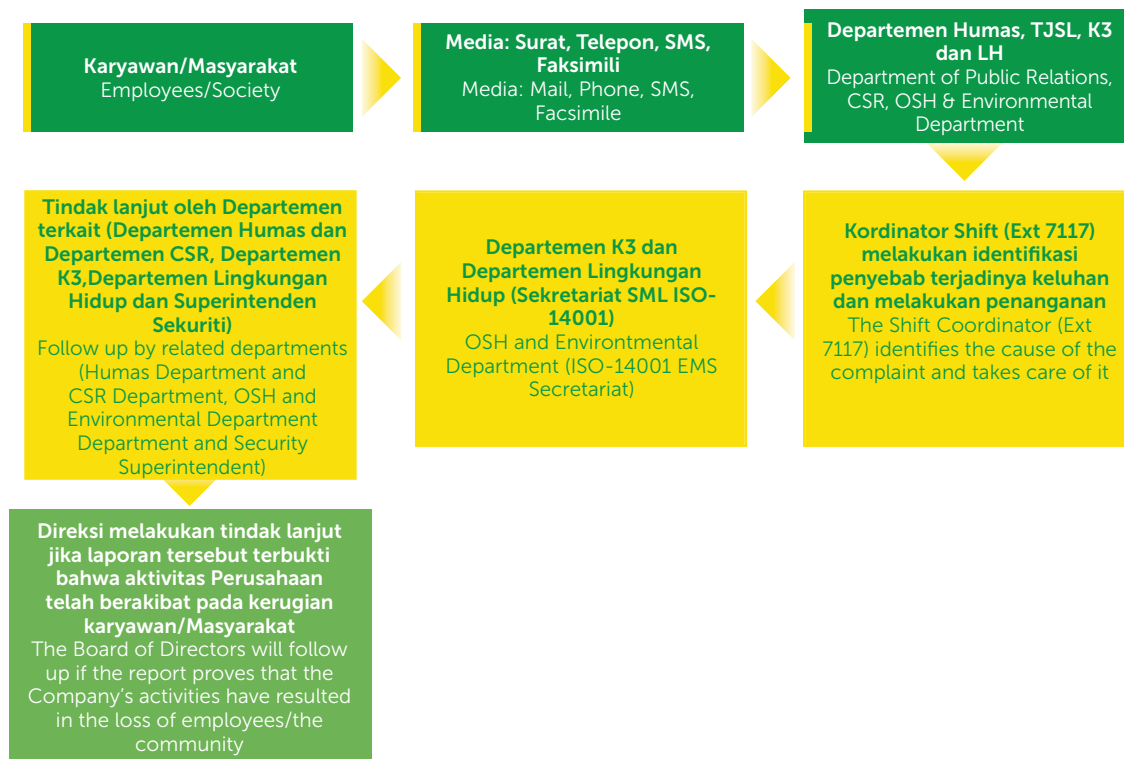 Karyawan/Masyarakat
Employees/Society
Media: Surat, Telepon, SMS,
Faksimili
Media: Mail, Phone, SMS,
Facsimile
Departemen Humas, TJSL, K3
dan LH
Department of Public Relations,
CSR, OSH & Environmental
Department
Kordinator Shift (Ext 7117)
melakukan identifikasi
penyebab terjadinya keluhan
dan melakukan penanganan
The Shift Coordinator (Ext
7117) identifies the cause of the
complaint and takes care of it
Departemen K3 dan
Departemen Lingkungan
Hidup (Sekretariat SML ISO-
14001)
OSH and Environtmental
Department (ISO-14001 EMS
Secretariat)
Tindak lanjut oleh Departemen
terkait (Departemen Humas dan
Departemen CSR, Departemen
K3,Departemen Lingkungan
Hidup dan Superintenden
Sekuriti)
Follow up by related departments
(Humas Department and
CSR Department, OSH and
Environmental Department
Department and Security
Superintendent)
Direksi melakukan tindak lanjut
jika laporan tersebut terbukti
bahwa aktivitas Perusahaan
telah berakibat pada kerugian
karyawan/Masyarakat
The Board of Directors will follow
up if the report proves that the
Company's activities have resulted
in the loss of employees/the
community